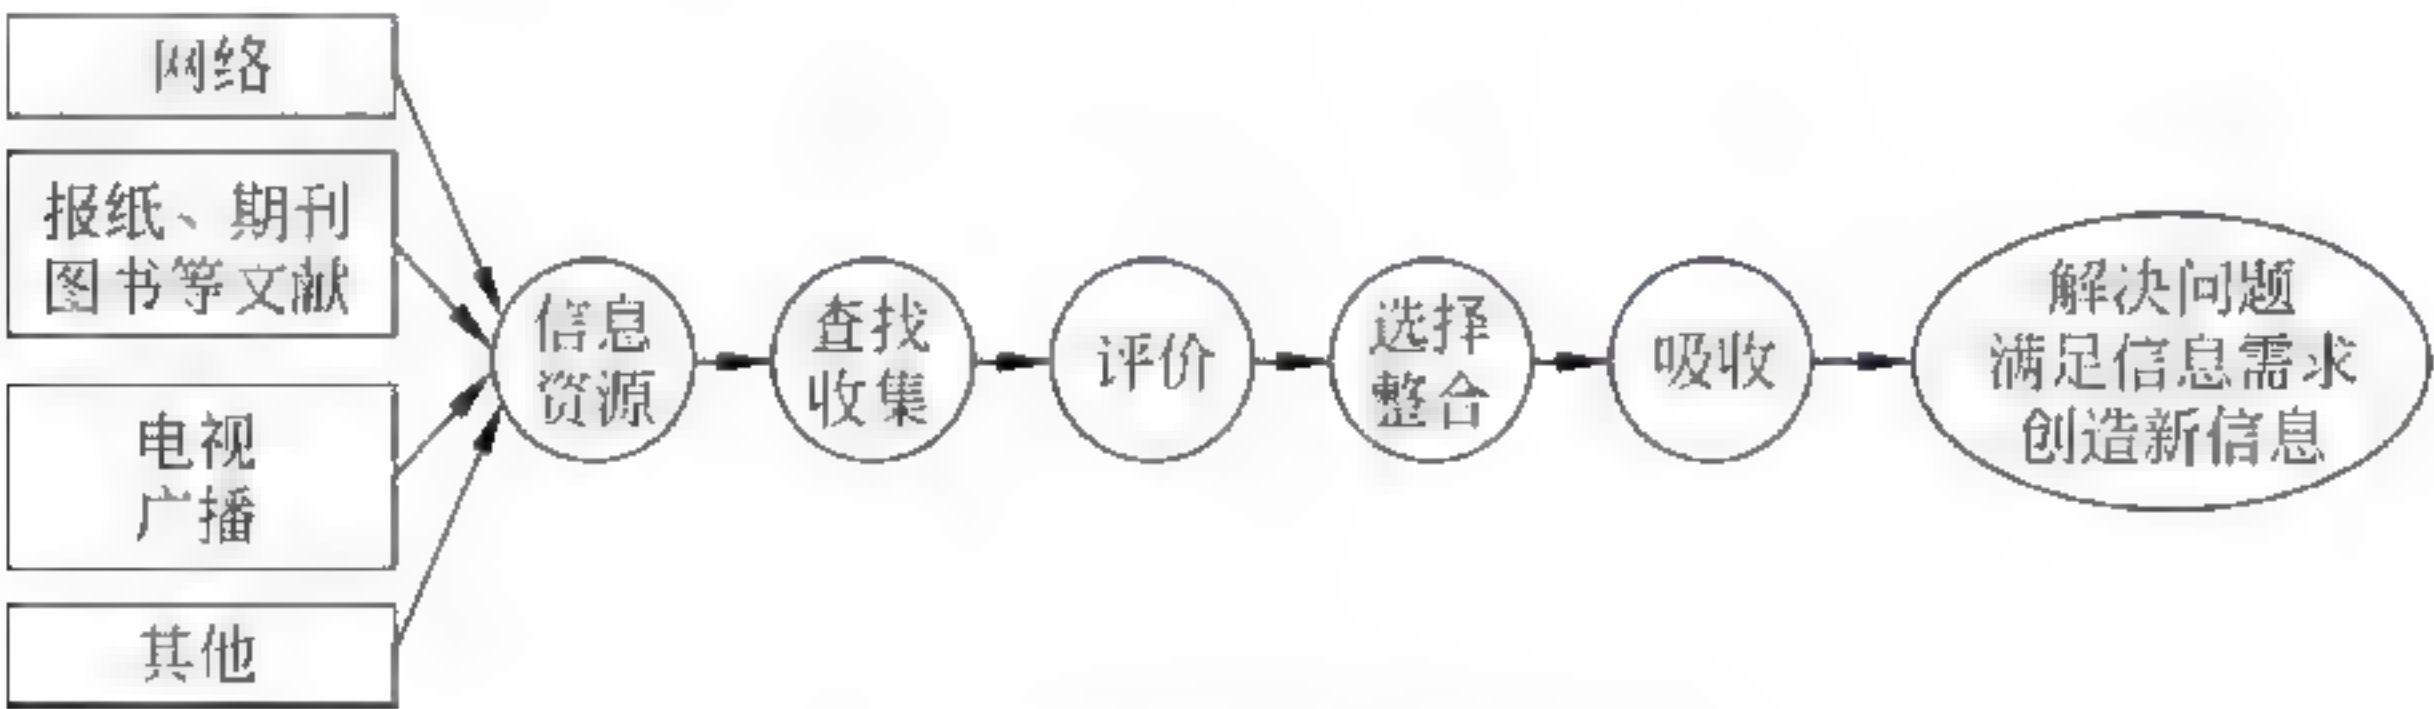 网络
报纸、期刊
图书等文献
电视
广播
其他
信息
资源
查找
收集
评价
选择
整合
吸收
解决问题
满足信息需求
创造新信息